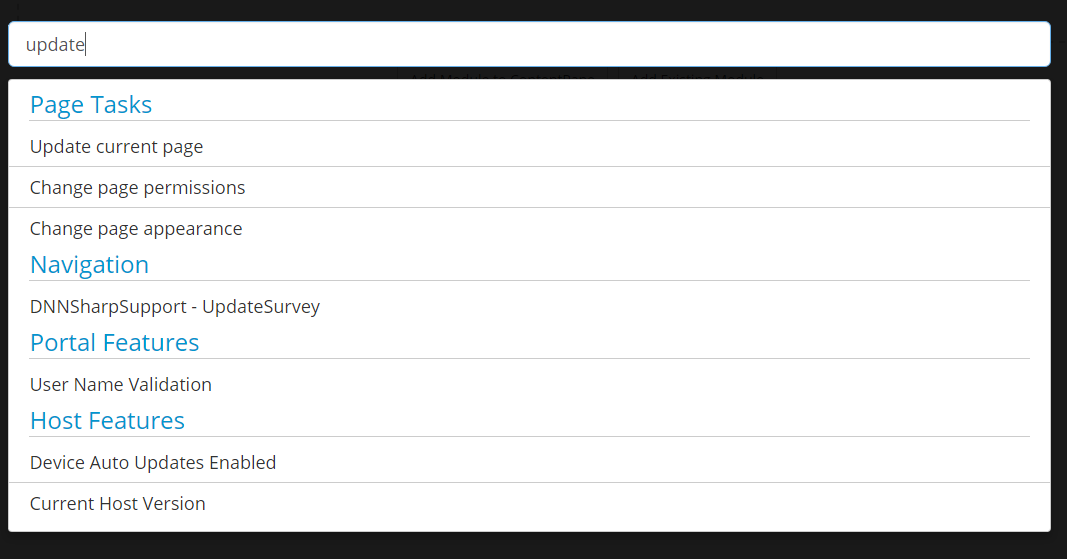 update
Page Tasks
Update current page
Change page permissions
Change page appearance
Navigation
DNNSharpSupport - UpdateSurvey
Portal Features
User Name Validation
Host Features
Device Auto Updates Enabled
Current Host Version